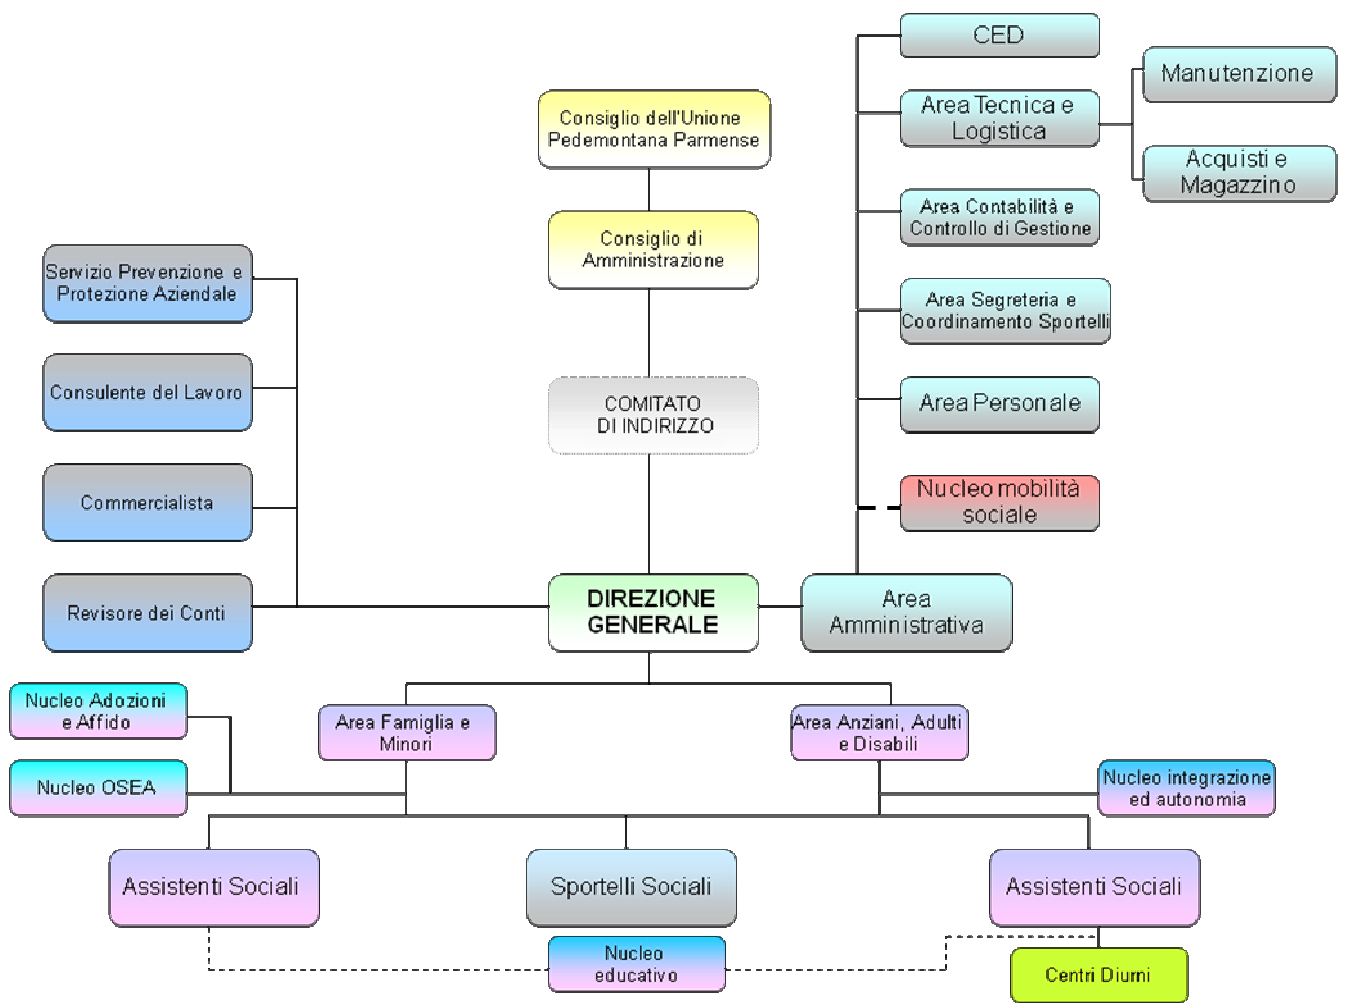 CED
Manutenzione
Area Tecnica e
Logistica
Consiglio dell'Unione
Pedemontana Parmense
Acquisti e
Magazzino
Area Contabilità e
Controllo di Gestione
Consiglio di
Amministrazione
Servizio Prevenzione e
Protezione Aziendale
Area Segreteria e
Coordinamento Sportelli
Consulente del Lavoro
COMITATO
DI INDIRIZZO
Area Personale
Commercialista
Nucleo mobilità
sociale
Revisore dei Conti
DIREZIONE
GENERALE
Area
Amministrativa
Nucleo Adozioni
e Affido
Area Famiglia e
Minori
Area Anziani, Adulti
e Disabili
Nucleo OSEA
Nucleo integrazione
ed autonomia
Assistenti Sociali
Sportelli Sociali
Assistenti Sociali
Nucleo
educativo
Centri Diurni